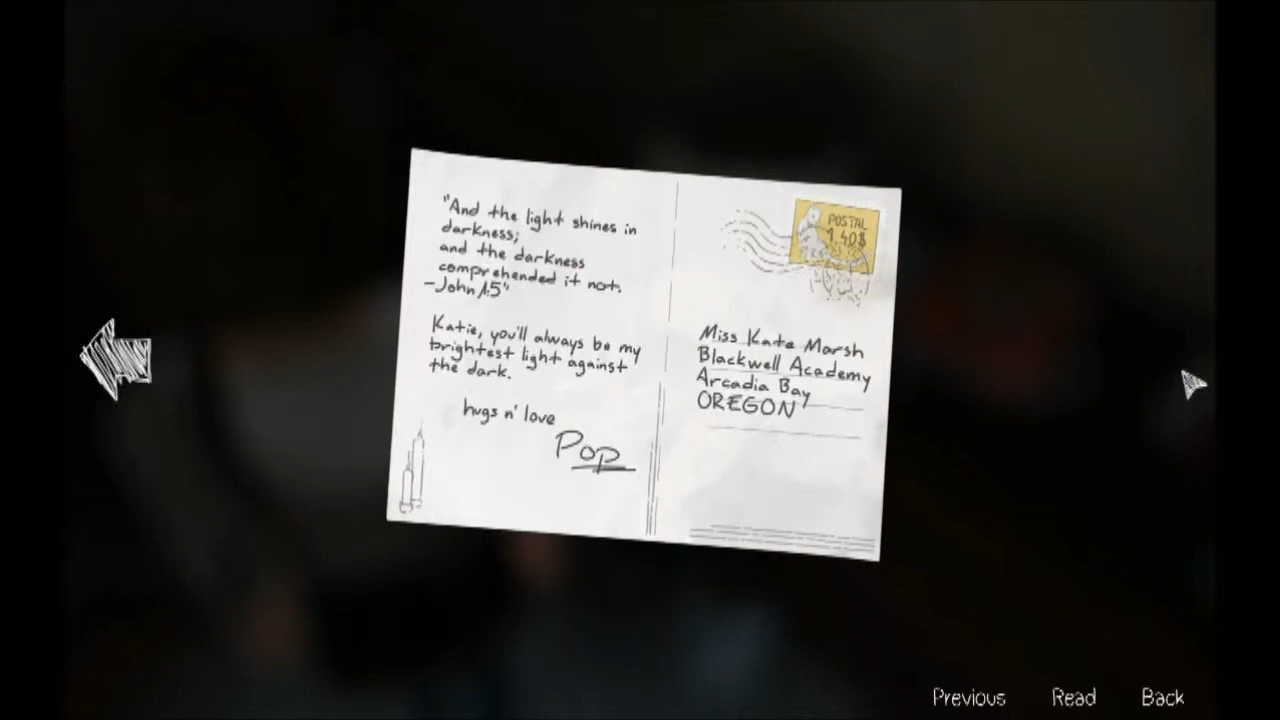 "And the light shines in
darkness;
and the darkness
comprehended it not.
-John 1:5"
Katie, you'll always be my
brightest light against
the dark.
hugs n' love
Pop
POSTAL
1,40$
Miss Kate Marsh
Blackwell Academy
Arcadia Bay
OREGON
Previous
Read
Back